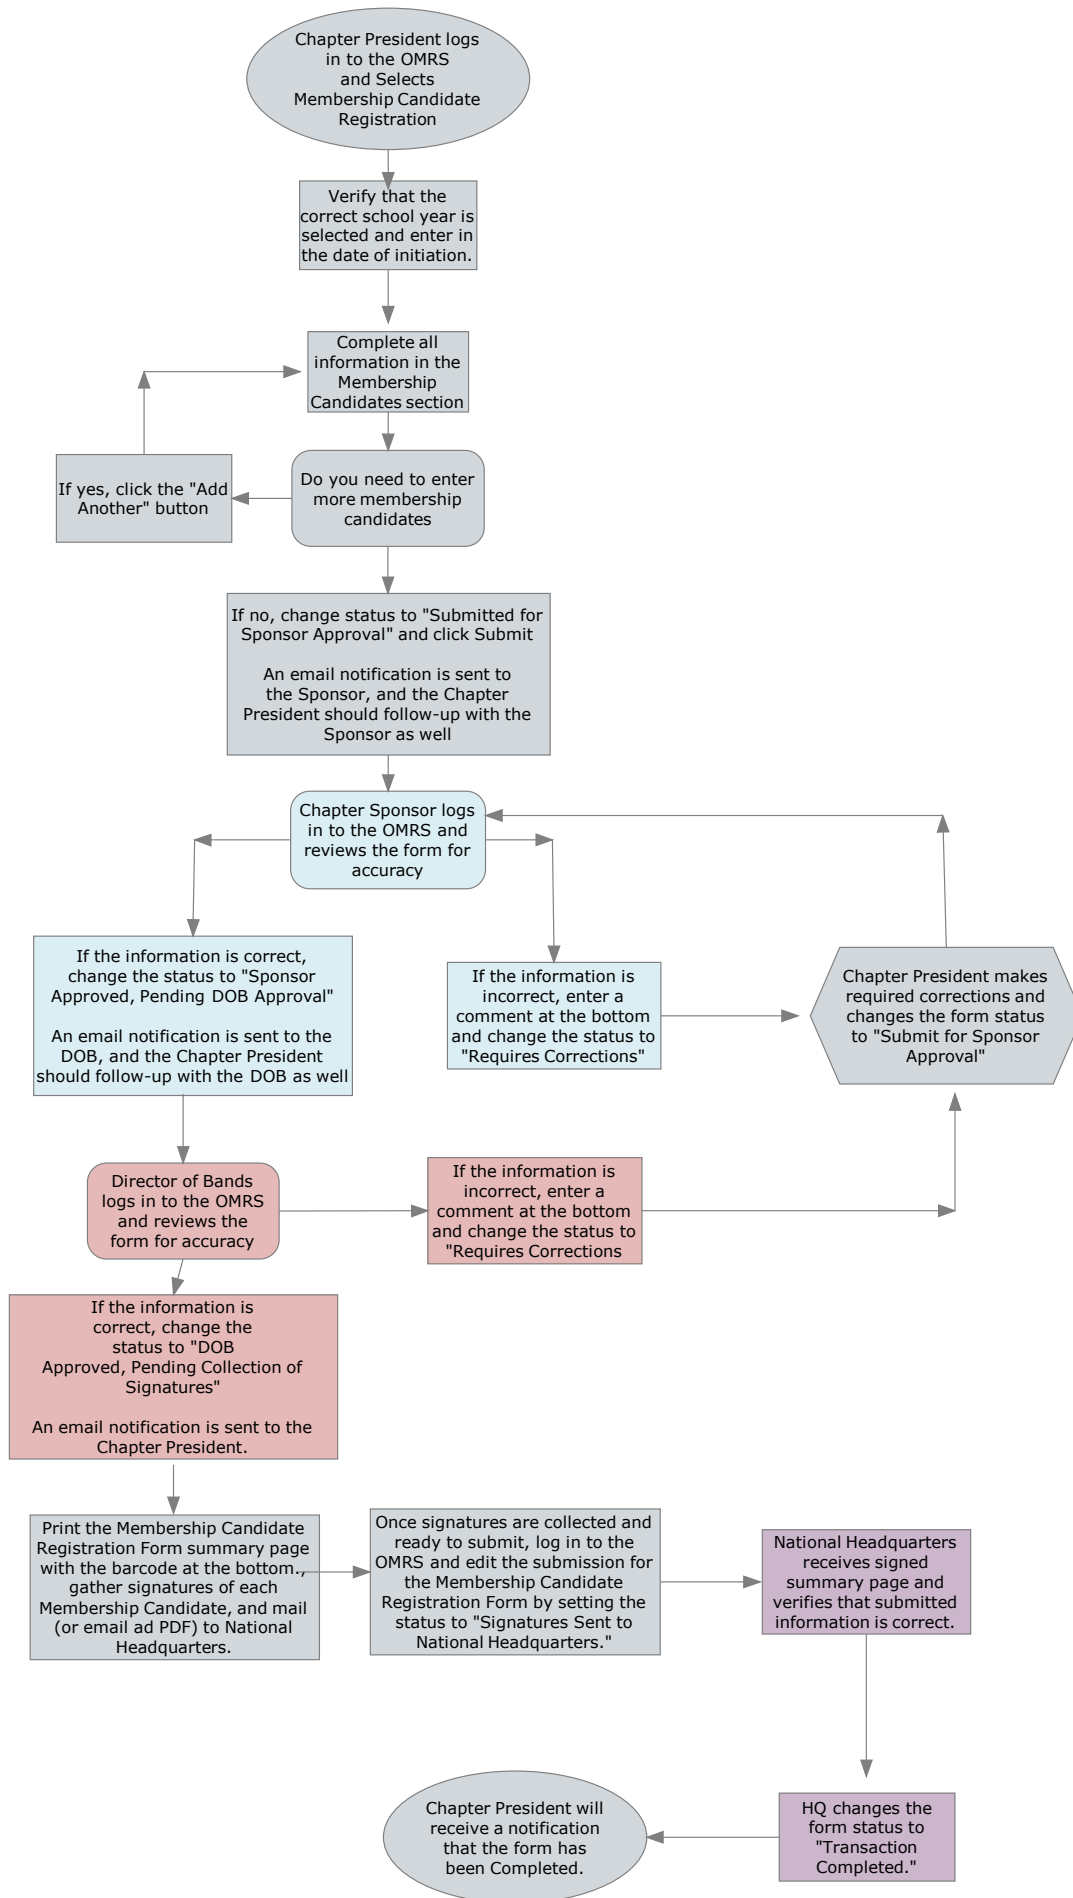 Chapter President logs
in to the OMRS
and Selects
Membership Candidate
Registration
Verify that the
correct school year is
selected and enter in
the date of initiation.
Complete all
information in the
Membership
Candidates section
If yes, click the "Add
Another" button
Do you need to enter
more membership
candidates
If no, change status to "Submitted for
Sponsor Approval" and click Submit
An email notification is sent to
the Sponsor, and the Chapter
President should follow-up with the
Sponsor as well
Chapter Sponsor logs
in to the OMRS and
reviews the form for
accuracy
If the information is correct,
change the status to "Sponsor
Approved, Pending DOB Approval"
An email notification is sent to the
DOB, and the Chapter President
should follow-up with the DOB as well
If the information is
incorrect, enter a
comment at the bottom
and change the status to
"Requires Corrections"
Chapter President makes
required corrections and
changes the form status
to "Submit for Sponsor
Approval"
Director of Bands
logs in to the OMRS
and reviews the
form for accuracy
If the information is
incorrect, enter a
comment at the bottom
and change the status to
"Requires Corrections
If the information is
correct, change the
status to "DOB
Approved, Pending Collection of
Signatures"
An email notification is sent to the
Chapter President.
Print the Membership Candidate
Registration Form summary page
with the barcode at the bottom.,
gather signatures of each
Membership Candidate, and mail
(or email ad PDF) to National
Headquarters.
Once signatures are collected and
ready to submit, log in to the
OMRS and edit the submission for
the Membership Candidate
Registration Form by setting the
status to "Signatures Sent to
National Headquarters."
National Headquarters
receives signed
summary page and
verifies that submitted
information is correct.
Chapter President will
receive a notification
that the form has
been Completed.
HQ changes the
form status to
"Transaction
Completed."